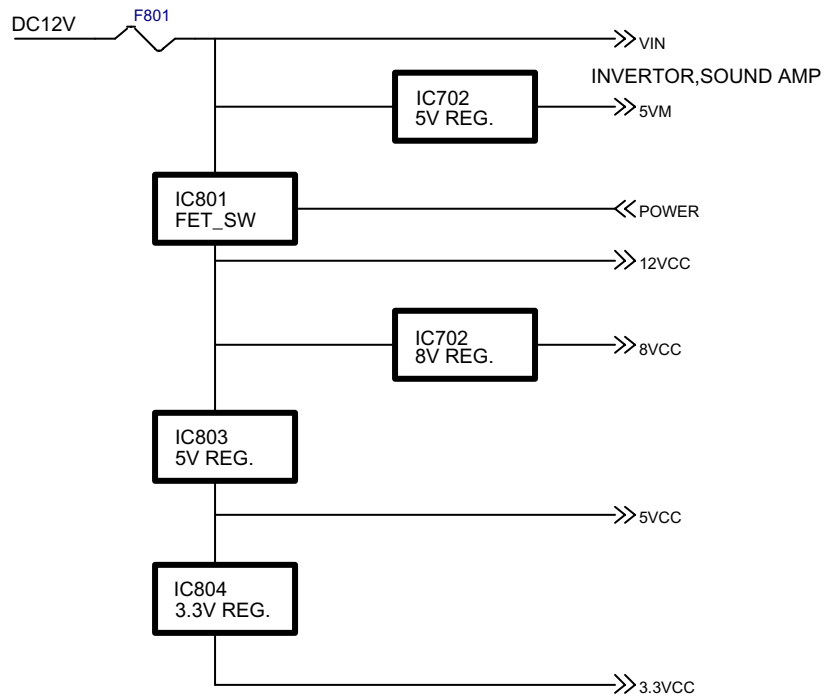 DC12V
F801
VIN
INVERTOR,SOUND AMP
IC702
5V REG.
5VM
IC801
FET_SW
POWER
12VCC
IC702
8V REG.
8VCC
IC803
5V REG.
5VCC
IC804
3.3V REG.
3.3VCC